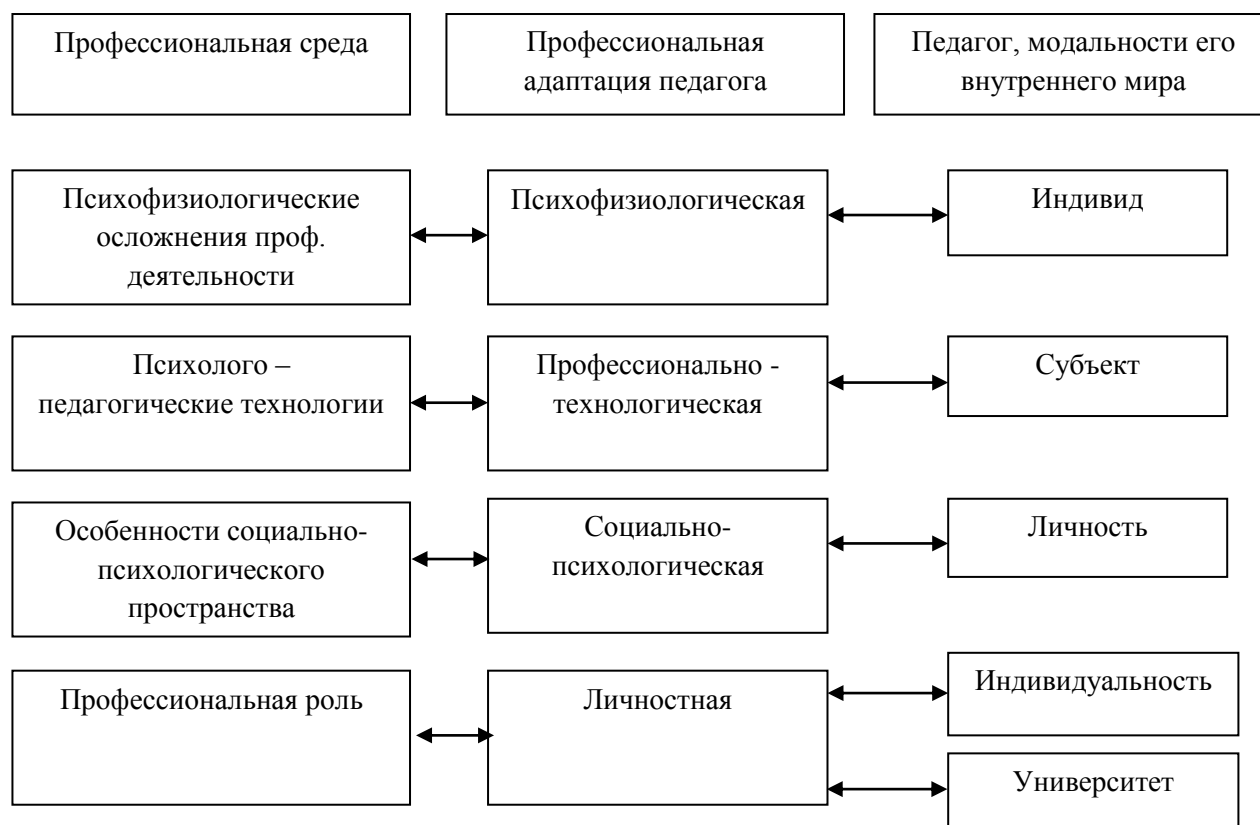 Профессиональная среда
Профессиональная
адаптация педагога
Педагог, модальности его
внутреннего мира
Психофизиологические
осложнения проф.
деятельности
Психофизиологическая
Индивид
Психолого –
педагогические технологии
Профессионально -
технологическая
Субъект
Особенности социально-
психологического
пространства
Социально-
психологическая
Личность
Профессиональная роль
Личностная
Индивидуальность
Университет